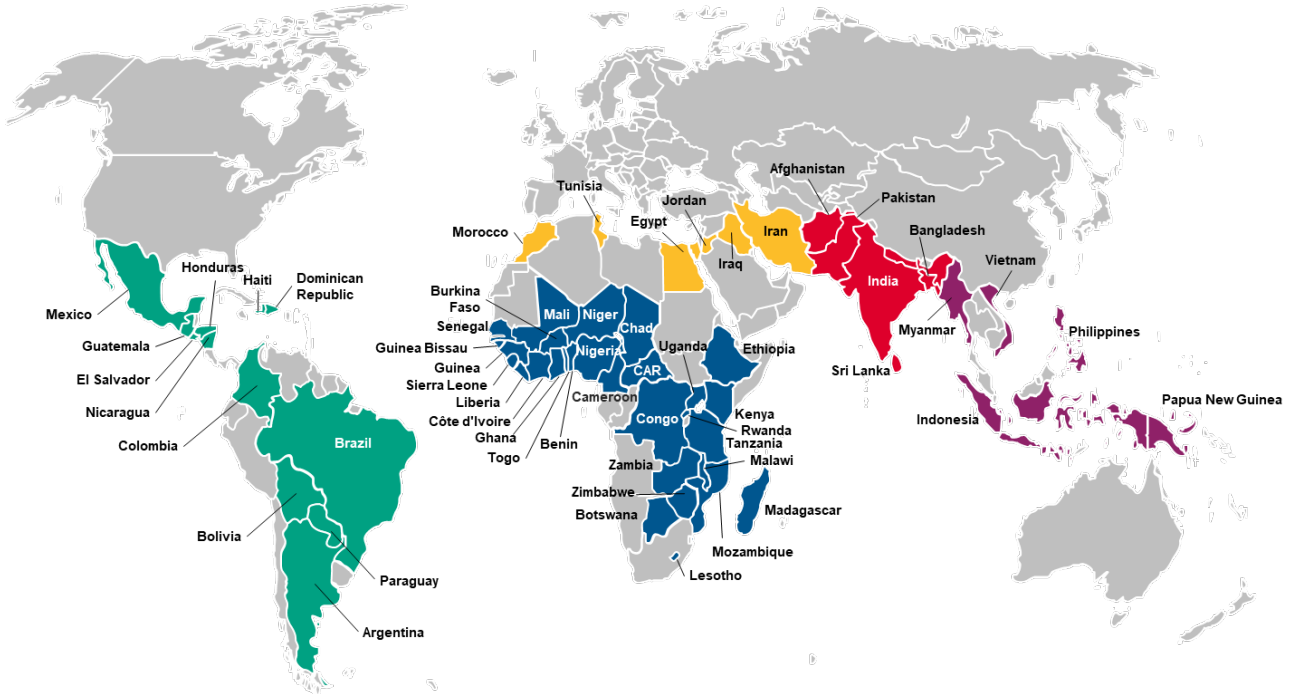 Afghanistan
Tunisia
Jordan
Pakistan
Egypt
Morocco
Iran
Bangladesh
Iraq
Vietnam
Honduras
Haiti
Dominican
Republic
India
Burkina
Faso
Mexico
Mali
Niger
Chad
Senegal
Myanmar
Philippines
Guatemala
Guinea Bissau
Nigeria
Uganda
Ethiopia
Guinea
CAR
Sri Lanka
El Salvador
Sierra Leone
Liberia
Cameroon
Papua New Guinea
Nicaragua
Côte d'Ivoire
Congo
Kenya
Indonesia
Colombia
Ghana
Benin
Rwanda
Brazil
Togo
Tanzania
Zambia
Malawi
Zimbabwe
Botswana
Madagascar
Bolivia
Mozambique
Paraguay
Lesotho
Argentina